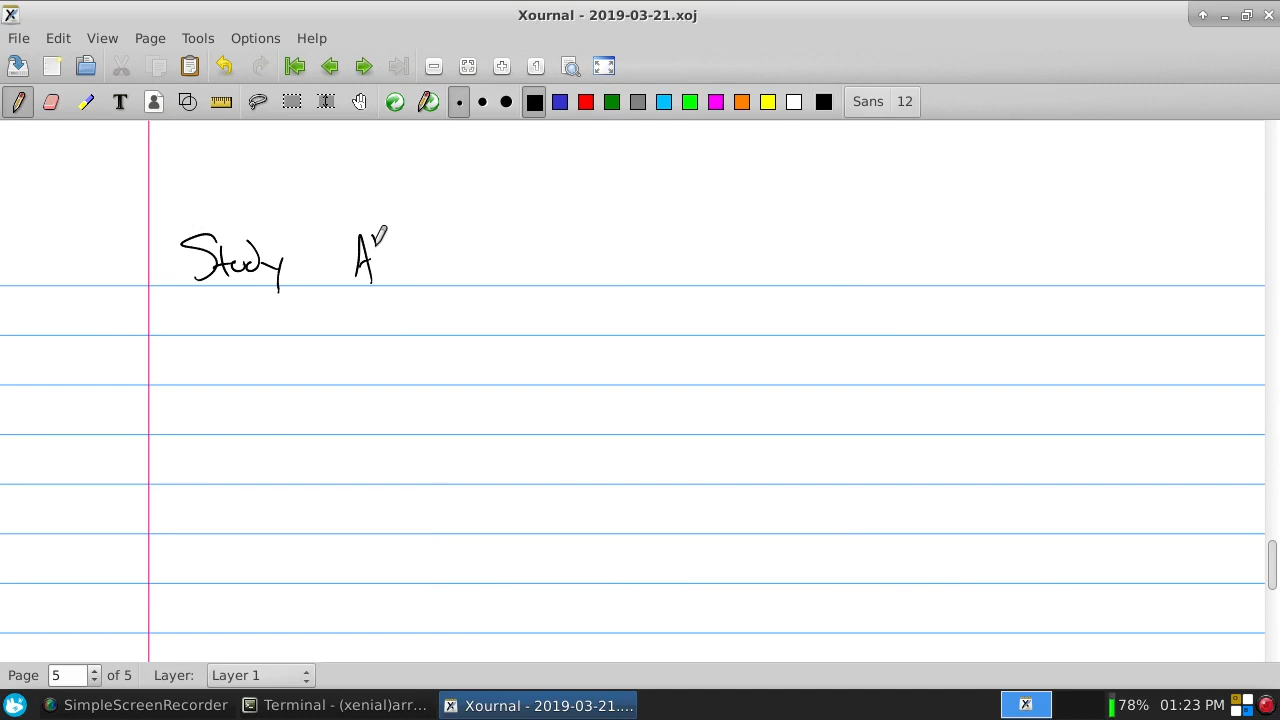 Xournal - 2019-03-21.xoj
File Edit View Page Tools Options Help
Sans 12
Study A
Page 5 of 5 Layer: Layer 1
SimpleScreenRecorder Terminal - (xenial)arr... Xournal - 2019-03-21.... 78% 01:23 PM